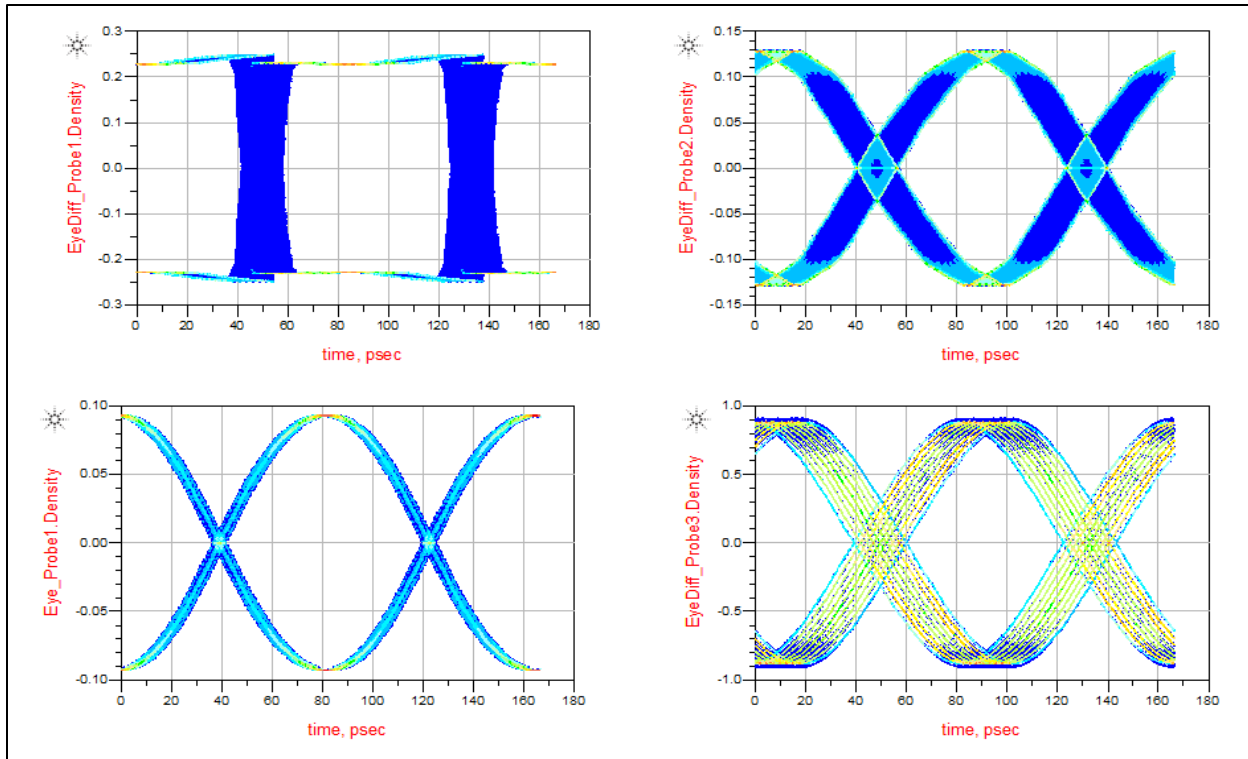 EyeDiff_Probe1.Density
0.3
0.2
0.1
0.0
-0.1
-0.2
-0.3
0 20 40 60 80 100 120 140 160 180
time, psec
EyeDiff_Probe2.Density
0.15
0.10
0.05
0.00
-0.05
-0.10
-0.15
0 20 40 60 80 100 120 140 160 180
time, psec
Eye_Probe1.Density
0.10
0.05
0.00
-0.05
-0.10
0 20 40 60 80 100 120 140 160 180
time, psec
EyeDiff_Probe3.Density
1.0
0.5
0.0
-0.5
-1.0
0 20 40 60 80 100 120 140 160 180
time, psec